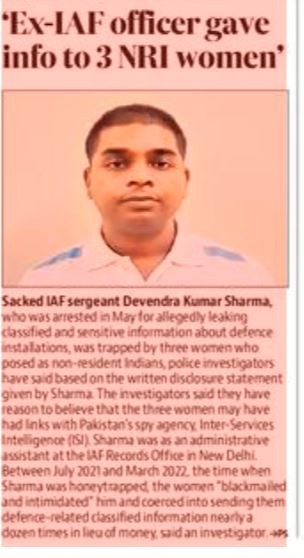 ‘Ex-IAF officer gave
info to 3 NRI women’
Sacked IAF sergeant Devendra Kumar Sharma,
who was arrested in May for allegedly leaking
classified and sensitive information about defence
installations, was trapped by three women who
posed as non-resident Indians, police investigators
have said based on the written disclosure statement
given by Sharma. The investigators said they have
reason to believe that the three women may have
had links with Pakistan's spy agency, Inter-Services
Intelligence (ISI). Sharma was as an administrative
assistant at the IAF Records Office in New Delhi.
Between July 2021 and March 2022, the time when
Sharma was honeytrapped, the women "blackmailed
and intimidated" him and coerced into sending them
defence-related classified information nearly a
dozen times in lieu of money, said an investigator. →P5